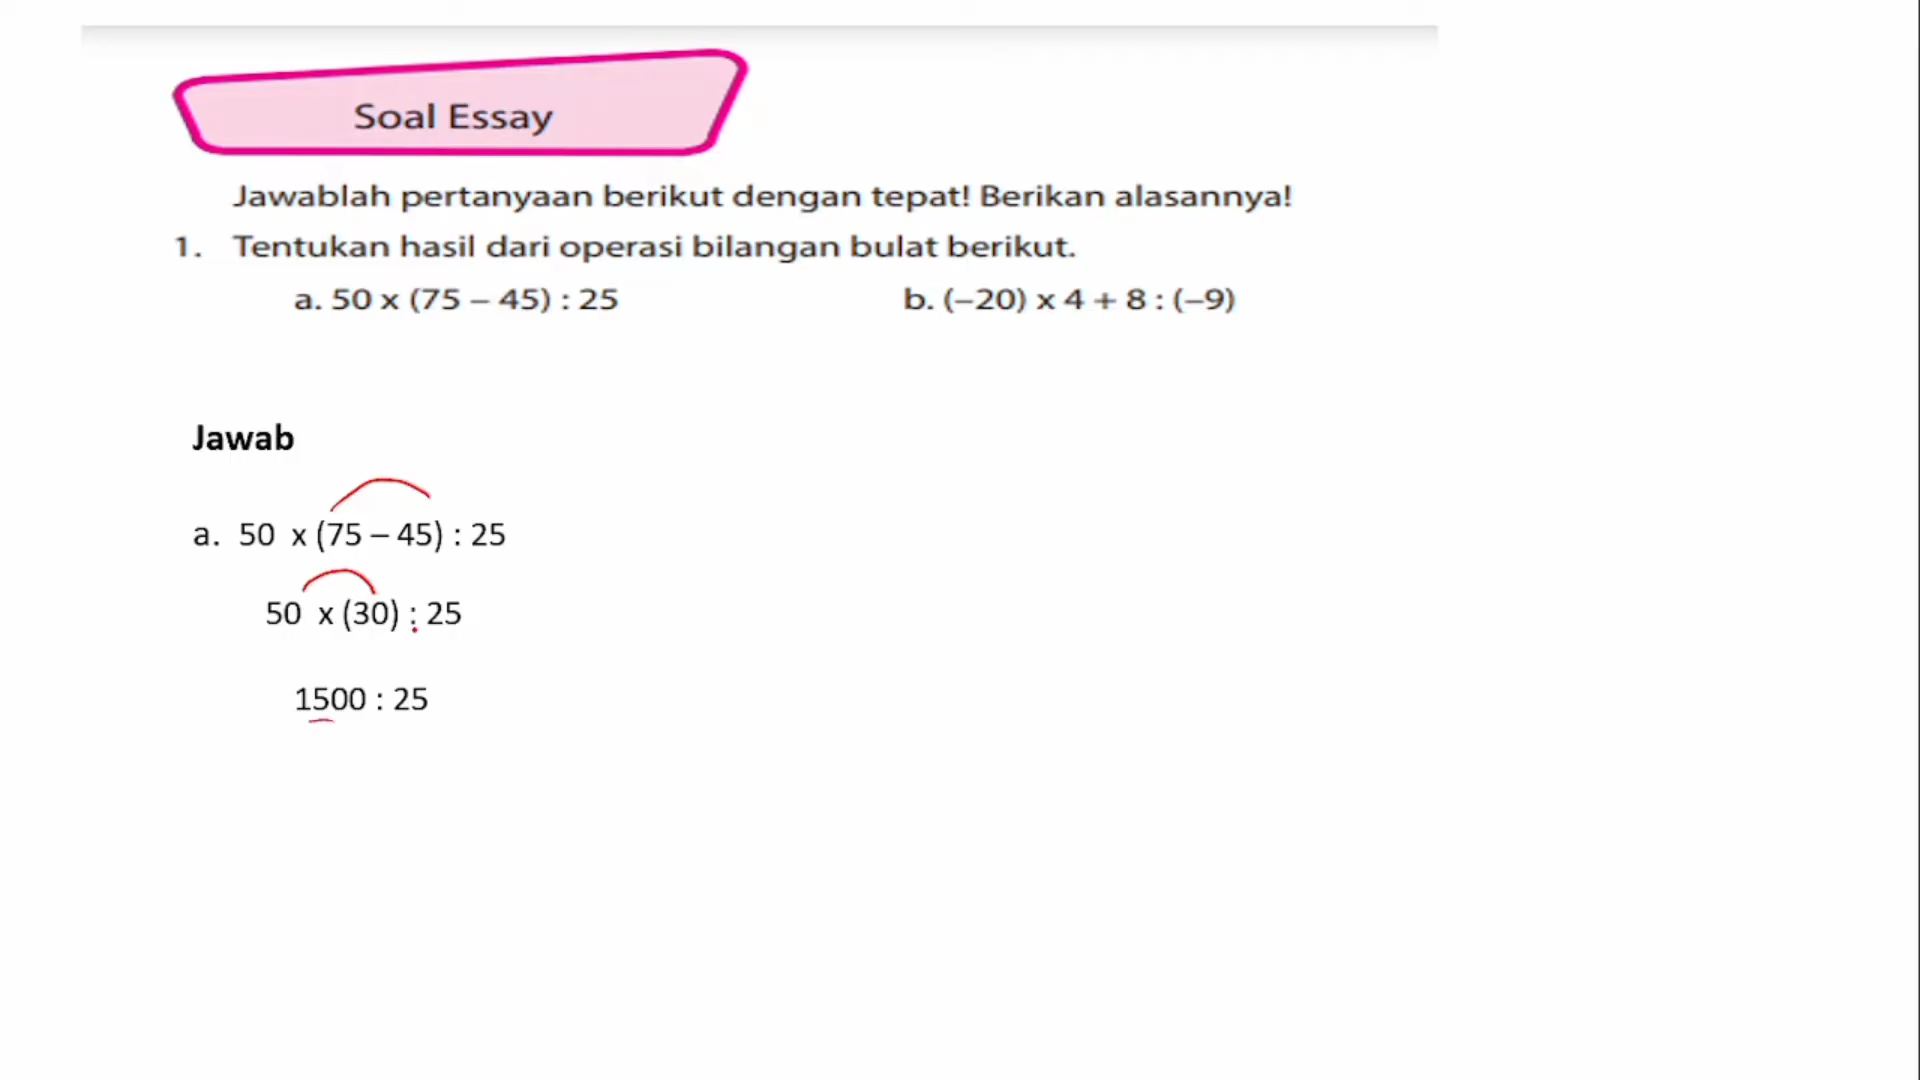 Soal Essay
Jawablah pertanyaan berikut dengan tepat! Berikan alasannya!
1. Tentukan hasil dari operasi bilangan bulat berikut.
a. 50 x (75 – 45) : 25 b. (–20) x 4 + 8 : (–9)
Jawab
a. 50 x (75 – 45) : 25
50 x (30) : 25
1500 : 25